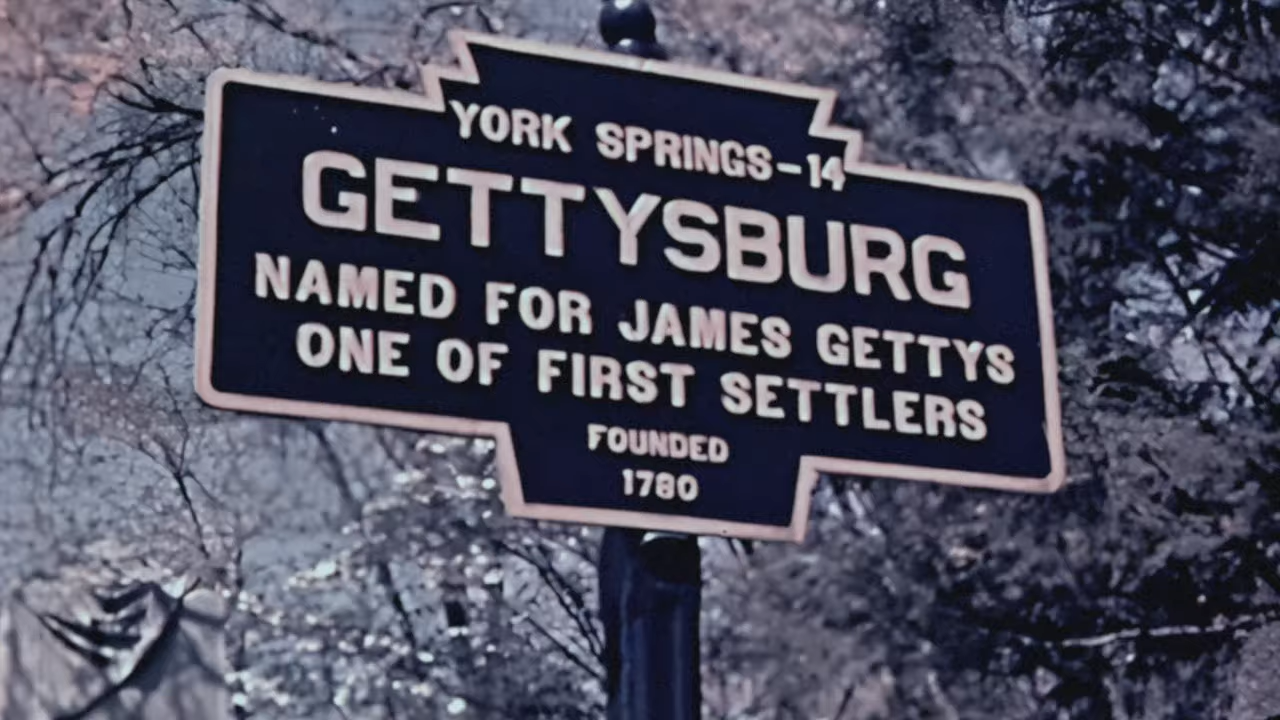 YORK SPRINGS-14
GETTYSBURG
NAMED FOR JAMES GETTYS
ONE OF FIRST SETTLERS
FOUNDED
1780